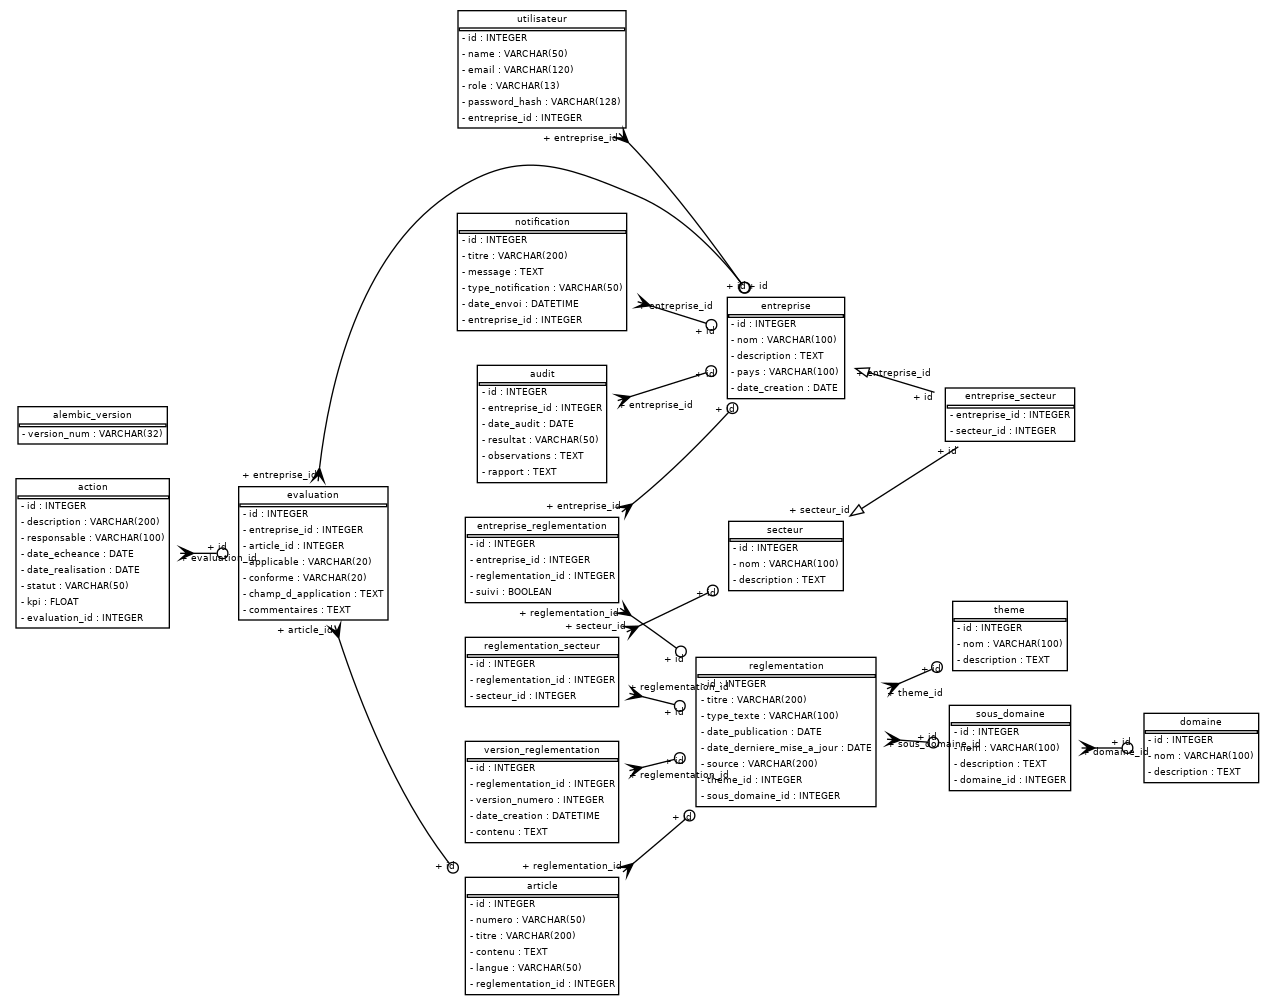 utilisateur
- id : INTEGER
- name : VARCHAR(50)
- email : VARCHAR(120)
- role : VARCHAR(13)
- password_hash : VARCHAR(128)
- entreprise_id : INTEGER
+ entreprise_id
notification
- id : INTEGER
- titre : VARCHAR(200)
- message : TEXT
- type_notification : VARCHAR(50)
- date_envoi : DATETIME
- entreprise_id : INTEGER
+ entreprise_id
+ id
+ id
+ id
entreprise
- id : INTEGER
- nom : VARCHAR(100)
- description : TEXT
- pays : VARCHAR(100)
- date_creation : DATE
audit
- id : INTEGER
- entreprise_id : INTEGER
- date_audit : DATE
- resultat : VARCHAR(50)
- observations : TEXT
- rapport : TEXT
+ entreprise_id
+ id
+ id
+ entreprise_id
+ id
entreprise_secteur
- entreprise_id : INTEGER
- secteur_id : INTEGER
+ id
+ secteur_id
alembic_version
- version_num : VARCHAR(32)
action
- id : INTEGER
- description : VARCHAR(200)
- responsable : VARCHAR(100)
- date_echeance : DATE
- date_realisation : DATE
- statut : VARCHAR(50)
- kpi : FLOAT
- evaluation_id : INTEGER
+ id
+ evaluation_id
+ entreprise_id
evaluation
- id : INTEGER
- entreprise_id : INTEGER
- article_id : INTEGER
- applicable : VARCHAR(20)
- conforme : VARCHAR(20)
- champ_d_application : TEXT
- commentaires : TEXT
+ article_id
+ entreprise_id
entreprise_reglementation
- id : INTEGER
- entreprise_id : INTEGER
- reglementation_id : INTEGER
- suivi : BOOLEAN
+ reglementation_id
+ secteur_id
secteur
- id : INTEGER
- nom : VARCHAR(100)
- description : TEXT
+ id
+ id
reglementation_secteur
- id : INTEGER
- reglementation_id : INTEGER
- secteur_id : INTEGER
+ reglementation_id
+ id
reglementation
- id : INTEGER
- titre : VARCHAR(200)
- type_texte : VARCHAR(100)
- date_publication : DATE
- date_derniere_mise_a_jour : DATE
- source : VARCHAR(200)
- theme_id : INTEGER
- sous_domaine_id : INTEGER
theme
- id : INTEGER
- nom : VARCHAR(100)
- description : TEXT
+ id
+ theme_id
sous_domaine
- id : INTEGER
- nom : VARCHAR(100)
- description : TEXT
- domaine_id : INTEGER
+ id
+ sous_domaine_id
domaine
- id : INTEGER
- nom : VARCHAR(100)
- description : TEXT
+ id
+ domaine_id
version_reglementation
- id : INTEGER
- reglementation_id : INTEGER
- version_numero : INTEGER
- date_creation : DATETIME
- contenu : TEXT
+ id
+ reglementation_id
+ id
+ reglementation_id
+ id
article
- id : INTEGER
- numero : VARCHAR(50)
- titre : VARCHAR(200)
- contenu : TEXT
- langue : VARCHAR(50)
- reglementation_id : INTEGER